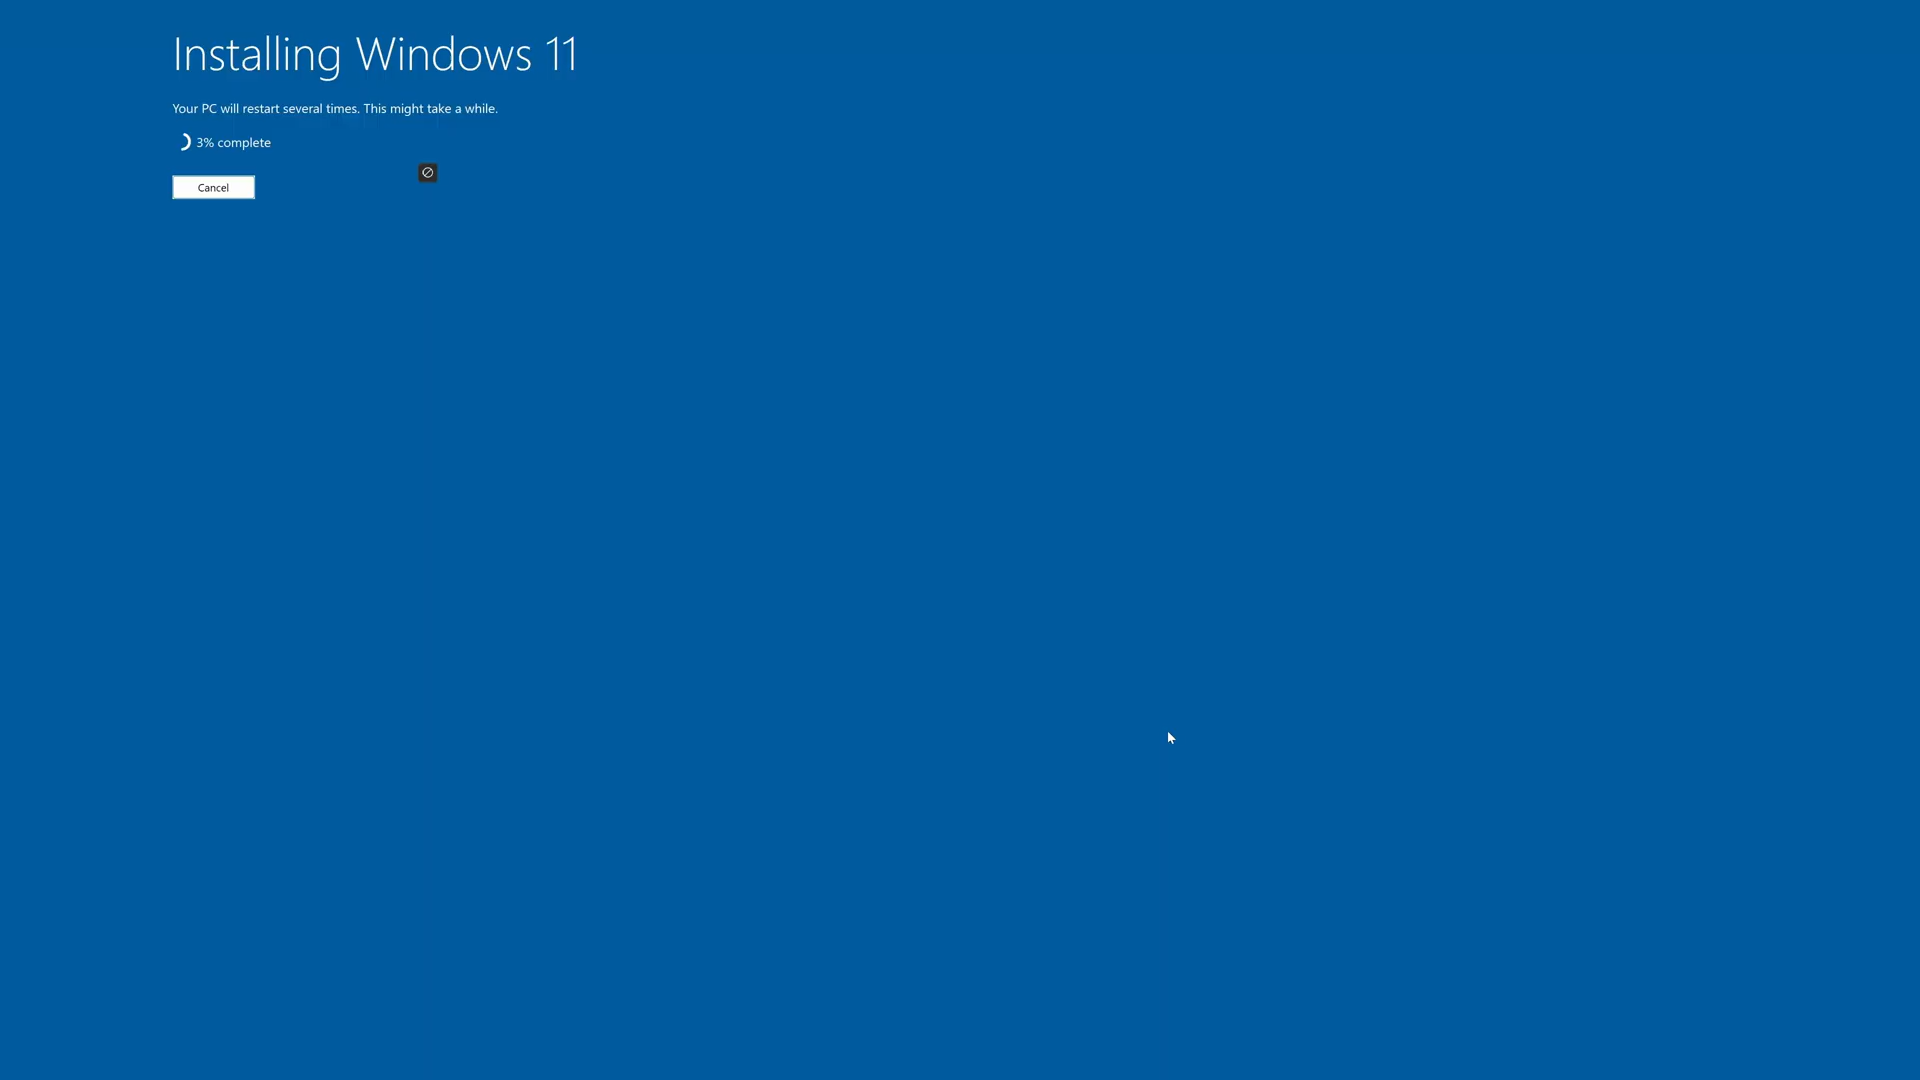 Installing Windows 11
Your PC will restart several times. This might take a while.
3% complete
Cancel